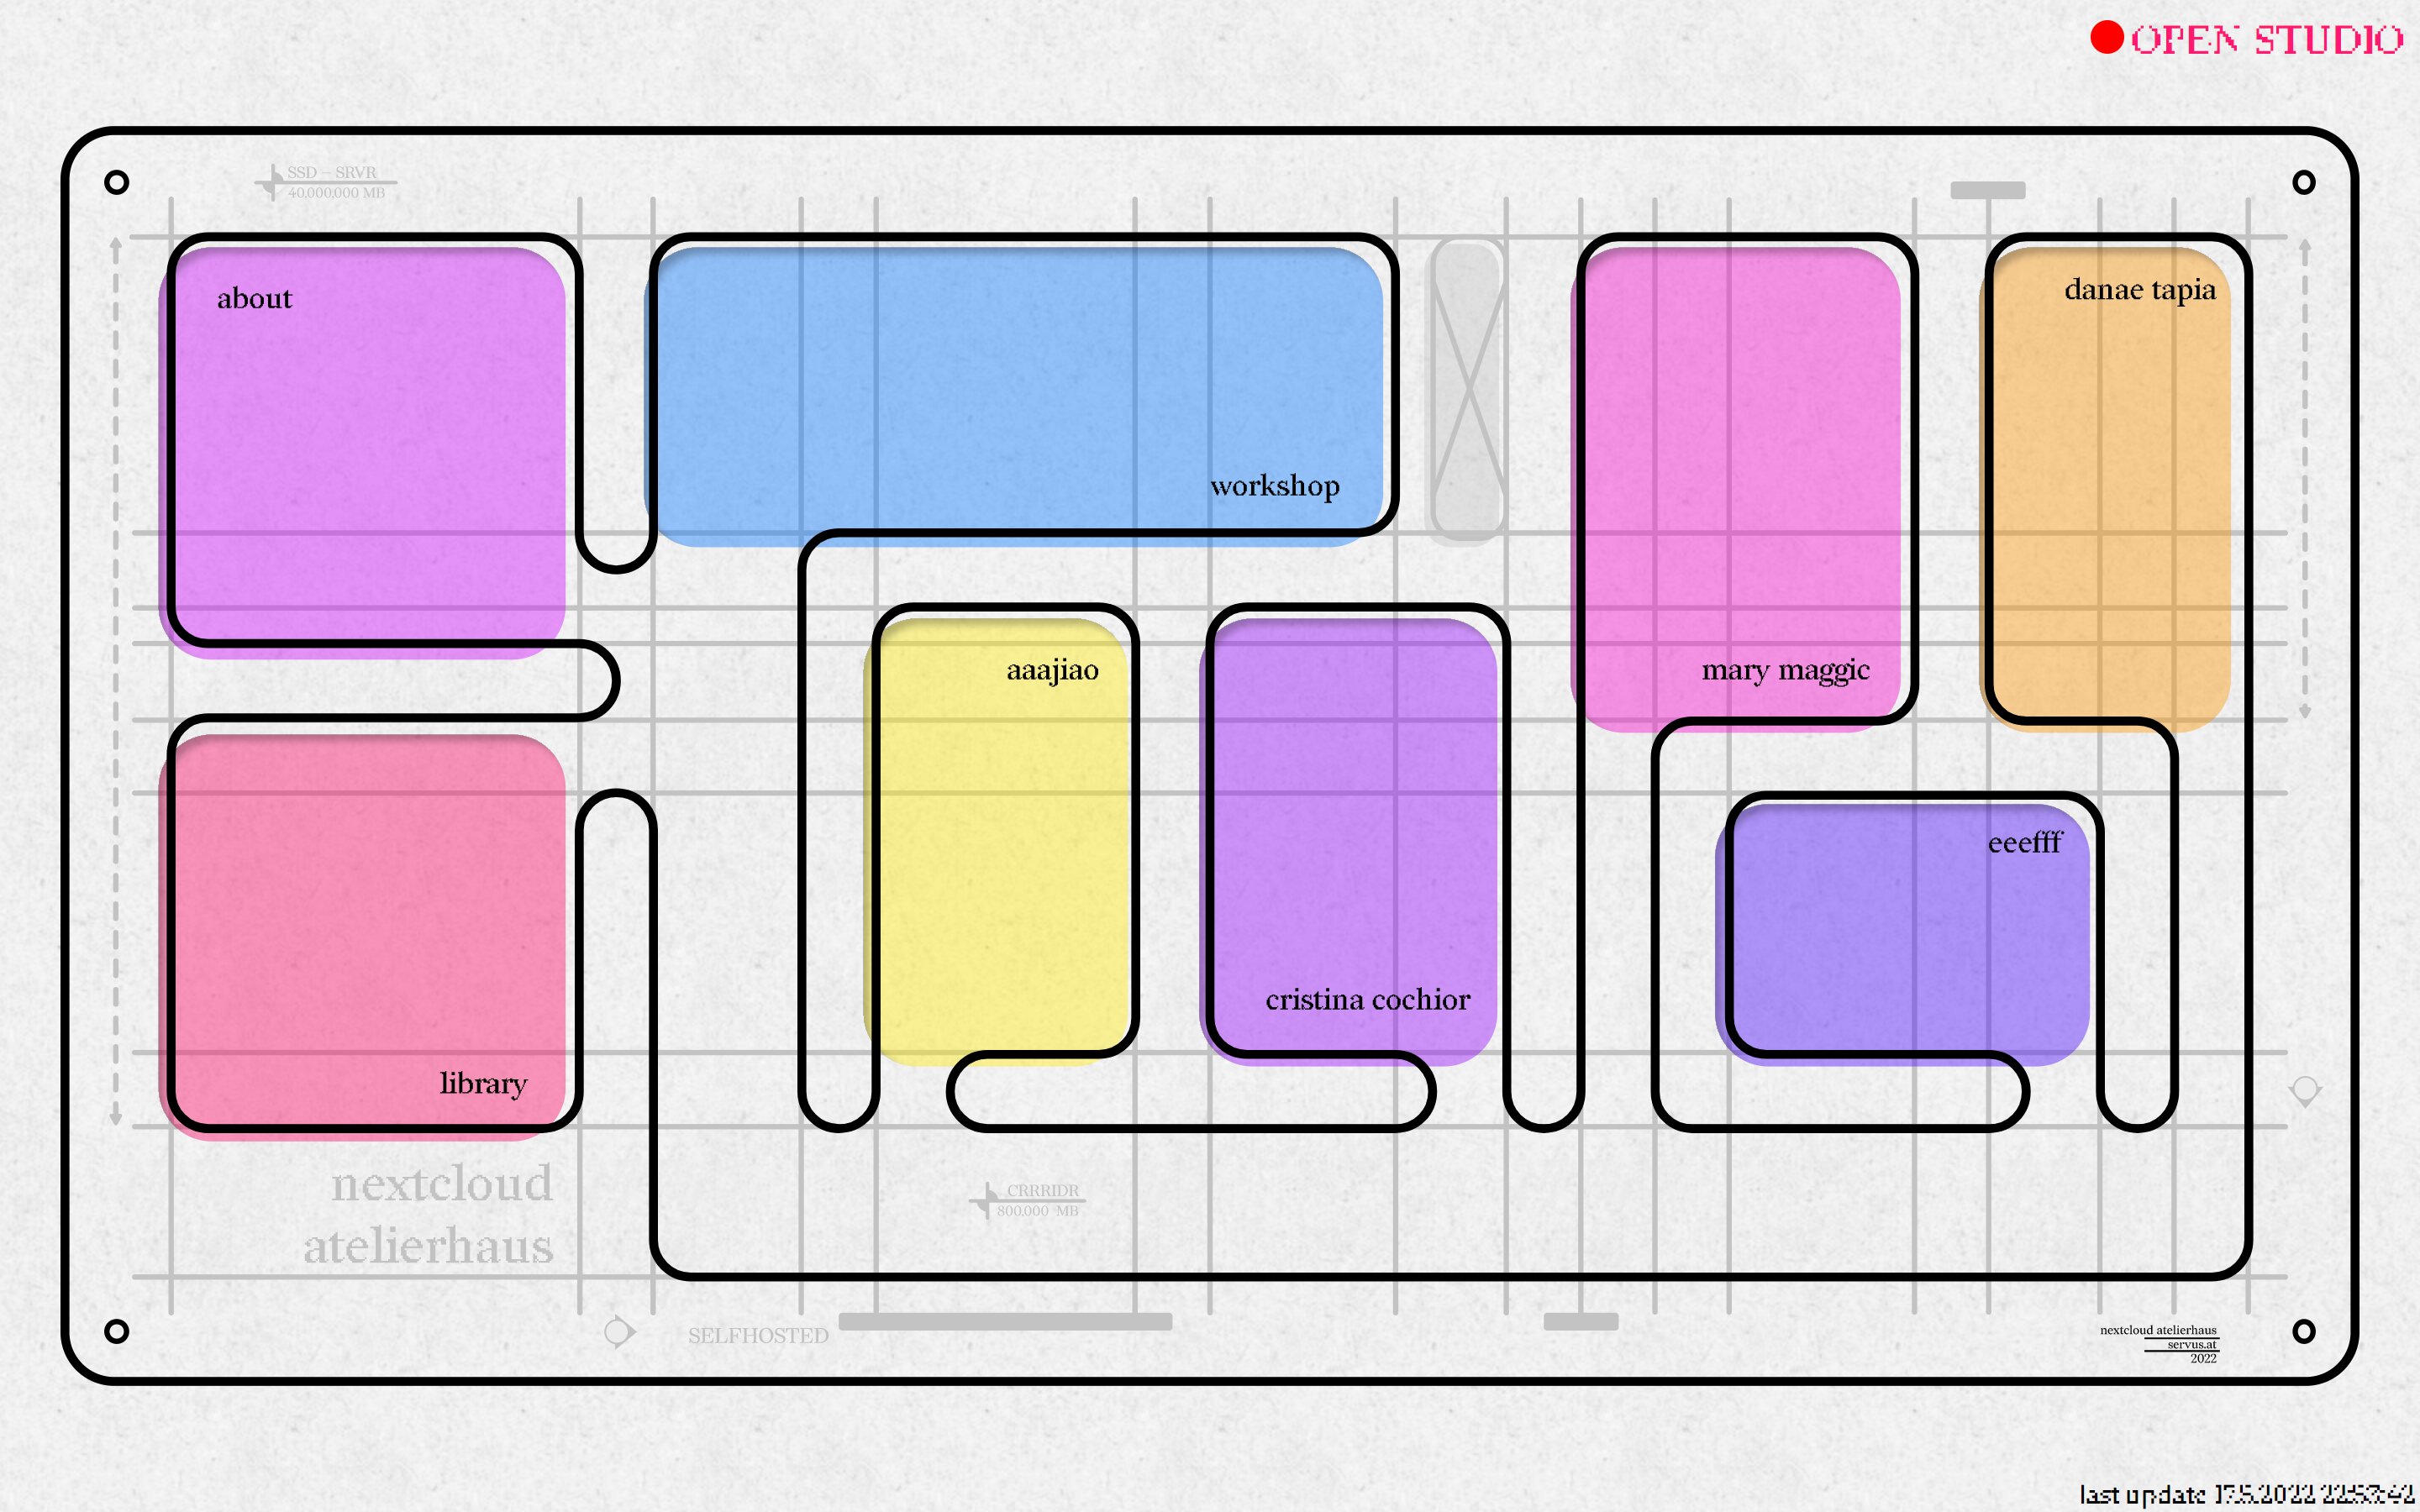 OPEN STUDIO
SSD – SRVR
40,000,000 MB
about
workshop
danae tapia
aaajiao
mary maggic
eeefff
cristina cochior
library
nextcloud
atelierhaus
CRRRIDR
800,000 MB
SELFHOSTED
nextcloud atelierhaus
servus.at
2022
last update 17.5.2022 22:57:42